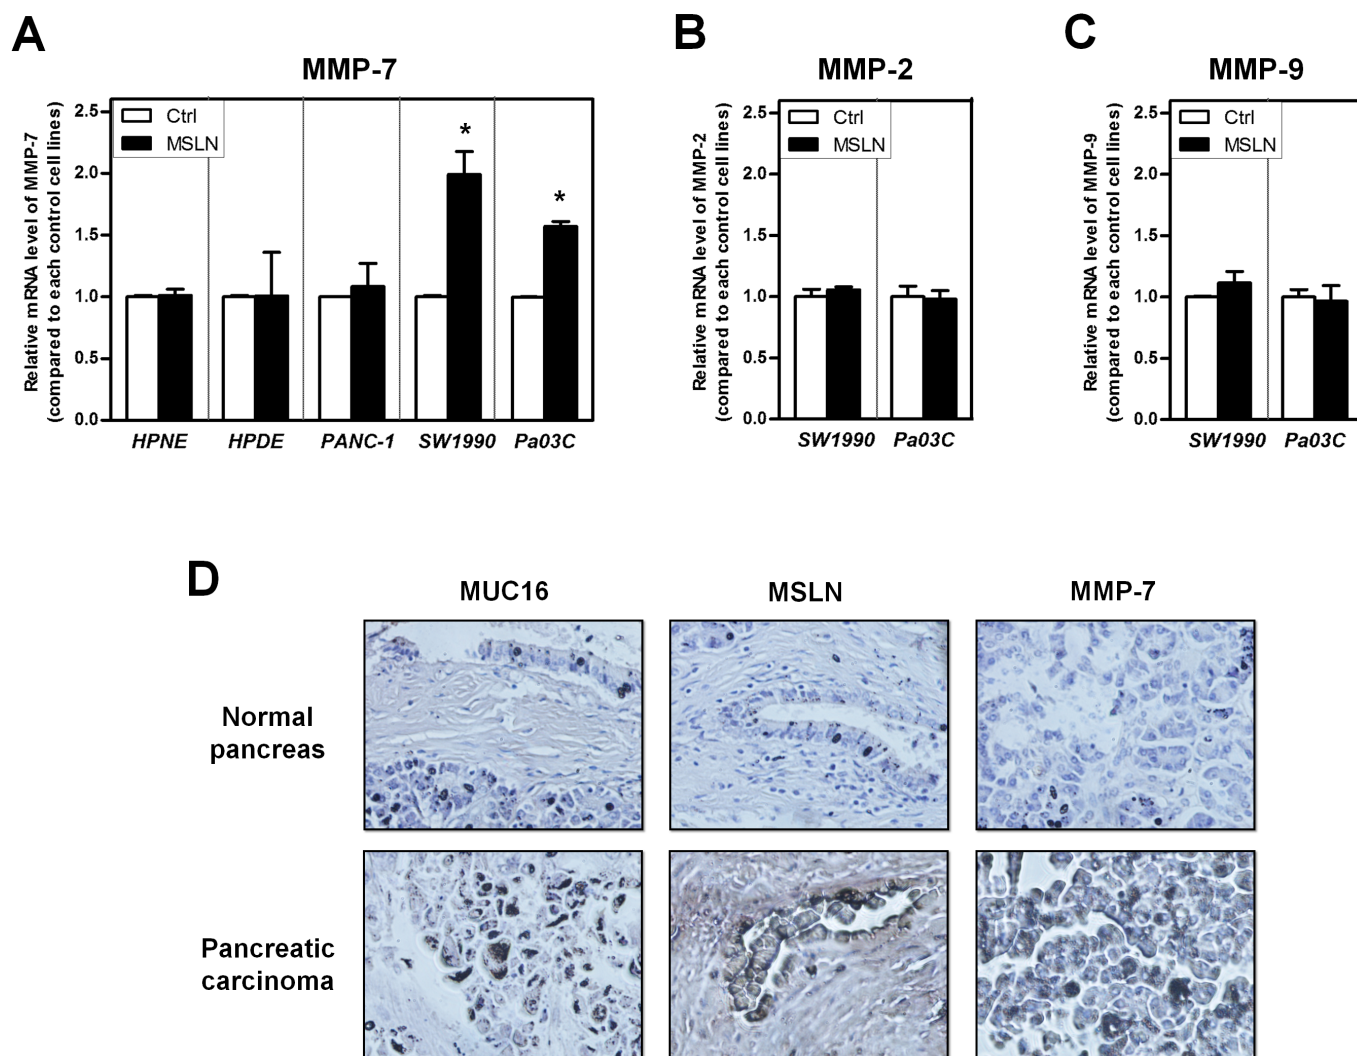 A
MMP-7
Relative mRNA level of MMP-7
(compared to each control cell lines)
2.5
2.0
1.5
1.0
0.5
0.0
Ctrl
MSLN
*
*
HPNE
HPDE
PANC-1
SW1990
Pa03C
B
MMP-2
Relative mRNA level of MMP-2
(compared to each control cell lines)
2.5
2.0
1.5
1.0
0.5
0.0
Ctrl
MSLN
SW1990
Pa03C
C
MMP-9
Relative mRNA level of MMP-9
(compared to each control cell lines)
2.5
2.0
1.5
1.0
0.5
0.0
Ctrl
MSLN
SW1990
Pa03C
D
MUC16
MSLN
MMP-7
Normal
pancreas
Pancreatic
carcinoma